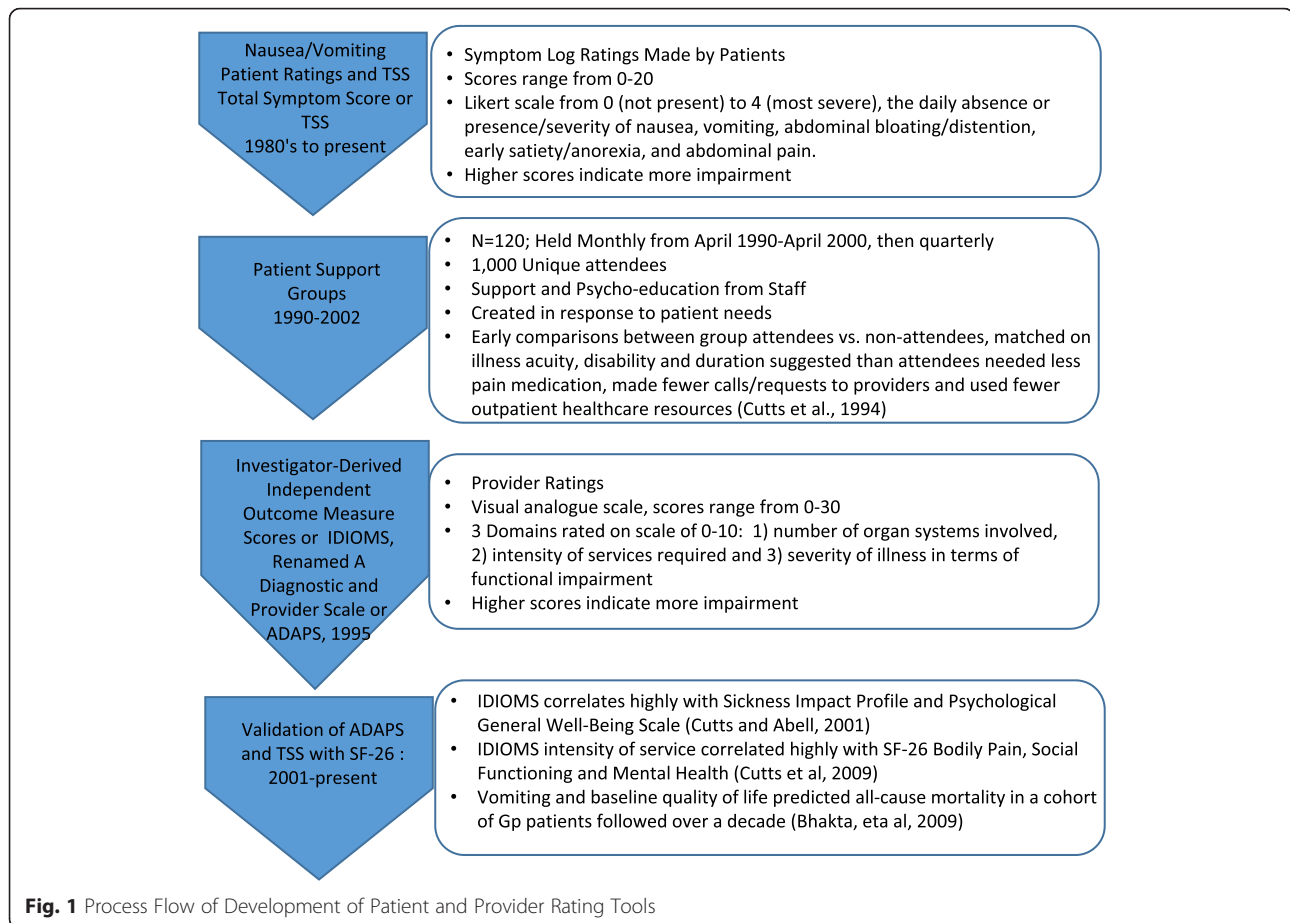 Nausea/Vomiting
Patient Ratings and TSS
Total Symptom Score or
TSS
1980's to present
• Symptom Log Ratings Made by Patients
• Scores range from 0-20
• Likert scale from 0 (not present) to 4 (most severe), the daily absence or
presence/severity of nausea, vomiting, abdominal bloating/distention,
early satiety/anorexia, and abdominal pain.
• Higher scores indicate more impairment
Patient Support
Groups
1990-2002
• N=120; Held Monthly from April 1990-April 2000, then quarterly
• 1,000 Unique attendees
• Support and Psycho-education from Staff
• Created in response to patient needs
• Early comparisons between group attendees vs. non-attendees, matched on
illness acuity, disability and duration suggested than attendees needed less
pain medication, made fewer calls/requests to providers and used fewer
outpatient healthcare resources (Cutts et al., 1994)
Investigator-Derived
Independent
Outcome Measure
Scores or IDIOMS,
Renamed A
Diagnostic and
Provider Scale or
ADAPS, 1995
• Provider Ratings
• Visual analogue scale, scores range from 0-30
• 3 Domains rated on scale of 0-10: 1) number of organ systems involved,
2) intensity of services required and 3) severity of illness in terms of
functional impairment
• Higher scores indicate more impairment
Validation of ADAPS
and TSS with SF-26 :
2001-present
• IDIOMS correlates highly with Sickness Impact Profile and Psychological
General Well-Being Scale (Cutts and Abell, 2001)
• IDIOMS intensity of service correlated highly with SF-26 Bodily Pain, Social
Functioning and Mental Health (Cutts et al, 2009)
• Vomiting and baseline quality of life predicted all-cause mortality in a cohort
of Gp patients followed over a decade (Bhakta, eta al, 2009)
Fig. 1 Process Flow of Development of Patient and Provider Rating Tools